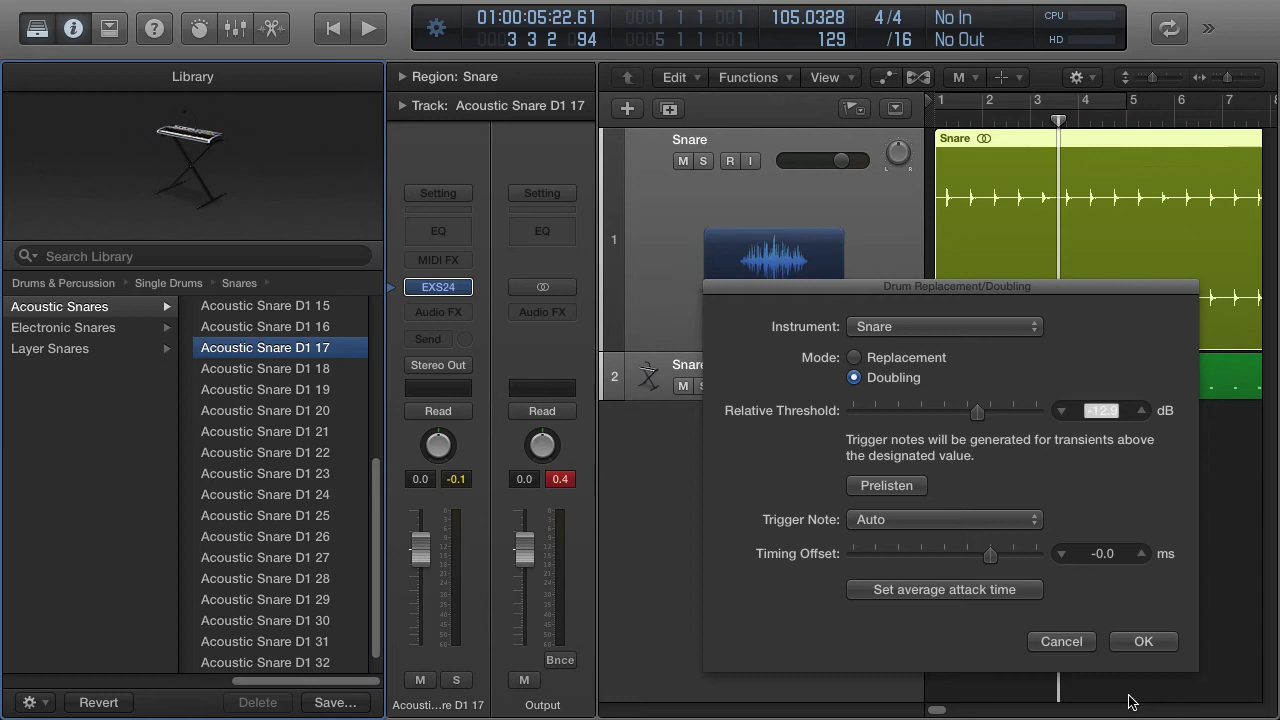 01:00:05:22.61
0001 1 1 001
105.0328
4/4
No In
CPU
003 3 2 094
0005 1 1 001
129
/16
No Out
HD
Library
Region: Snare
Track: Acoustic Snare D1 17
Edit
Functions
View
M
1
2
3
4
5
6
7
8
Search Library
Drums & Percussion
Single Drums
Snares
Acoustic Snares
Electronic Snares
Layer Snares
Acoustic Snare D1 15
Acoustic Snare D1 16
Acoustic Snare D1 17
Acoustic Snare D1 18
Acoustic Snare D1 19
Acoustic Snare D1 20
Acoustic Snare D1 21
Acoustic Snare D1 22
Acoustic Snare D1 23
Acoustic Snare D1 24
Acoustic Snare D1 25
Acoustic Snare D1 26
Acoustic Snare D1 27
Acoustic Snare D1 28
Acoustic Snare D1 29
Acoustic Snare D1 30
Acoustic Snare D1 31
Acoustic Snare D1 32
Revert
Delete
Save...
Setting
EQ
MIDI FX
EXS24
Audio FX
Send
Stereo Out
Read
0.0
-0.1
M
S
Acousti...re D1 17
Setting
EQ
Audio FX
Read
0.0
0.4
Bnce
M
Output
1
Snare
M S R I
L R
Snare
2
Snar
M
Drum Replacement/Doubling
Instrument:
Snare
Mode:
Replacement
Doubling
Relative Threshold:
-12.9
dB
Trigger notes will be generated for transients above
the designated value.
Prelisten
Trigger Note:
Auto
Timing Offset:
-0.0
ms
Set average attack time
Cancel
OK